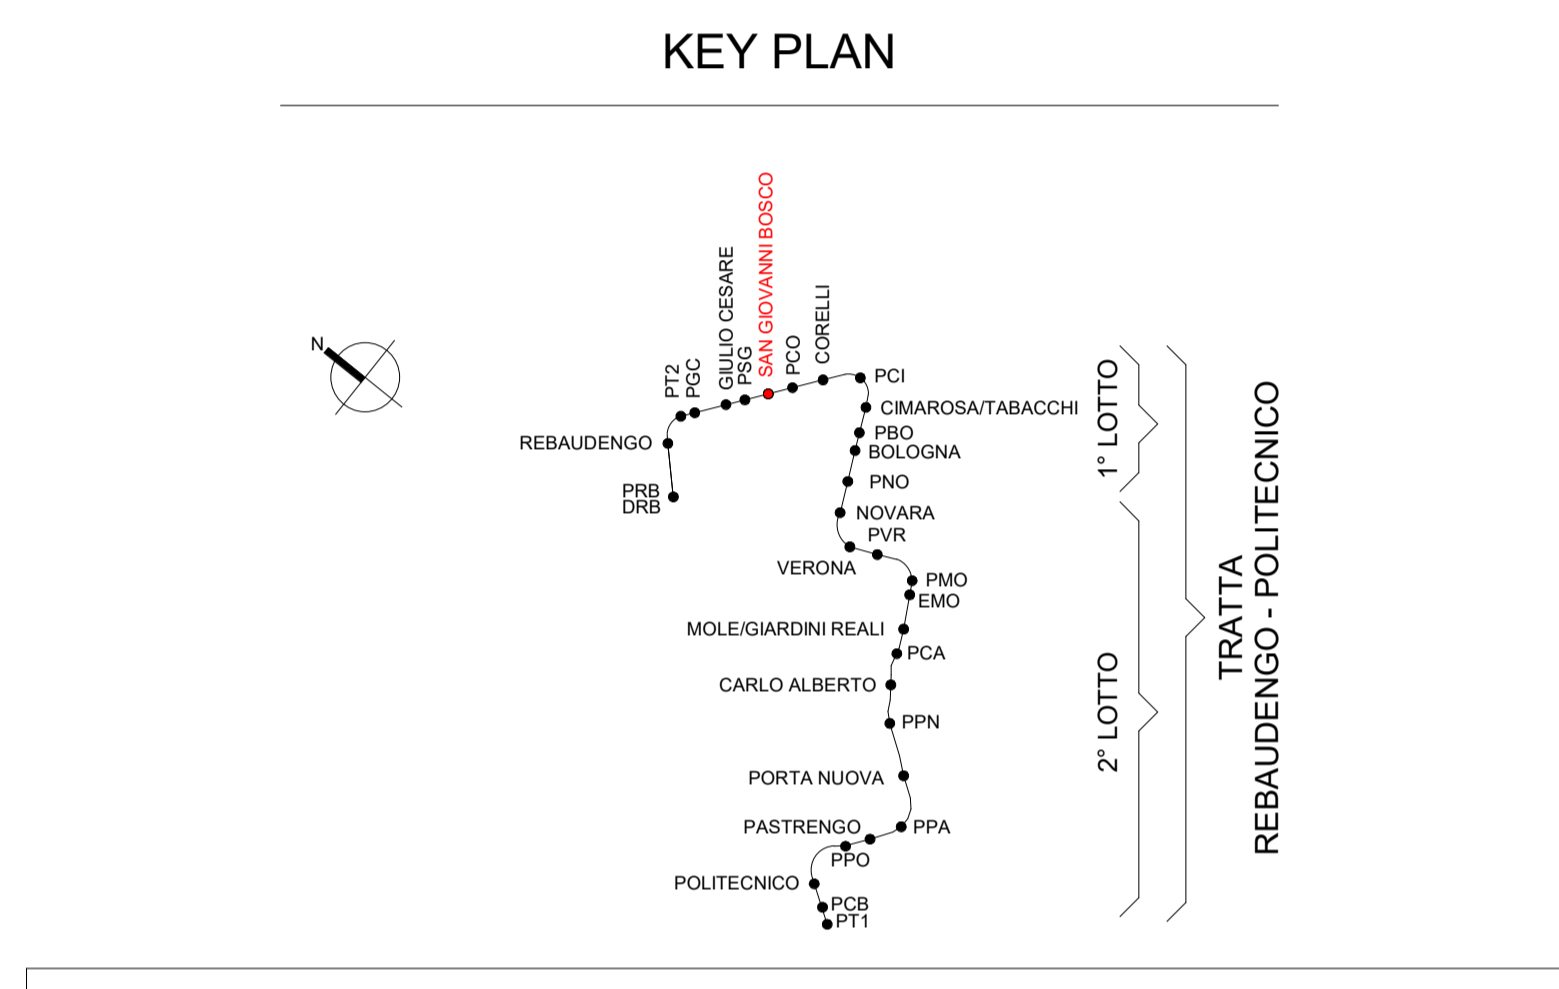 KEY PLAN
N
PT2
PGC
GIULIO CESARE
PSG
SAN GIOVANNI BOSCO
PCO
CORELLI
PCI
CIMAROSA/TABACCHI
REBAUDENGO
PBO
BOLOGNA
PRB
DRB
PNO
NOVARA
PVR
VERONA
PMO
EMO
MOLE/GIARDINI REALI
PCA
CARLO ALBERTO
PPN
PORTA NUOVA
PASTRENGO
PPA
PPO
POLITECNICO
PCB
PT1
1° LOTTO
2° LOTTO
TRATTA
REBAUDENGO - POLITECNICO